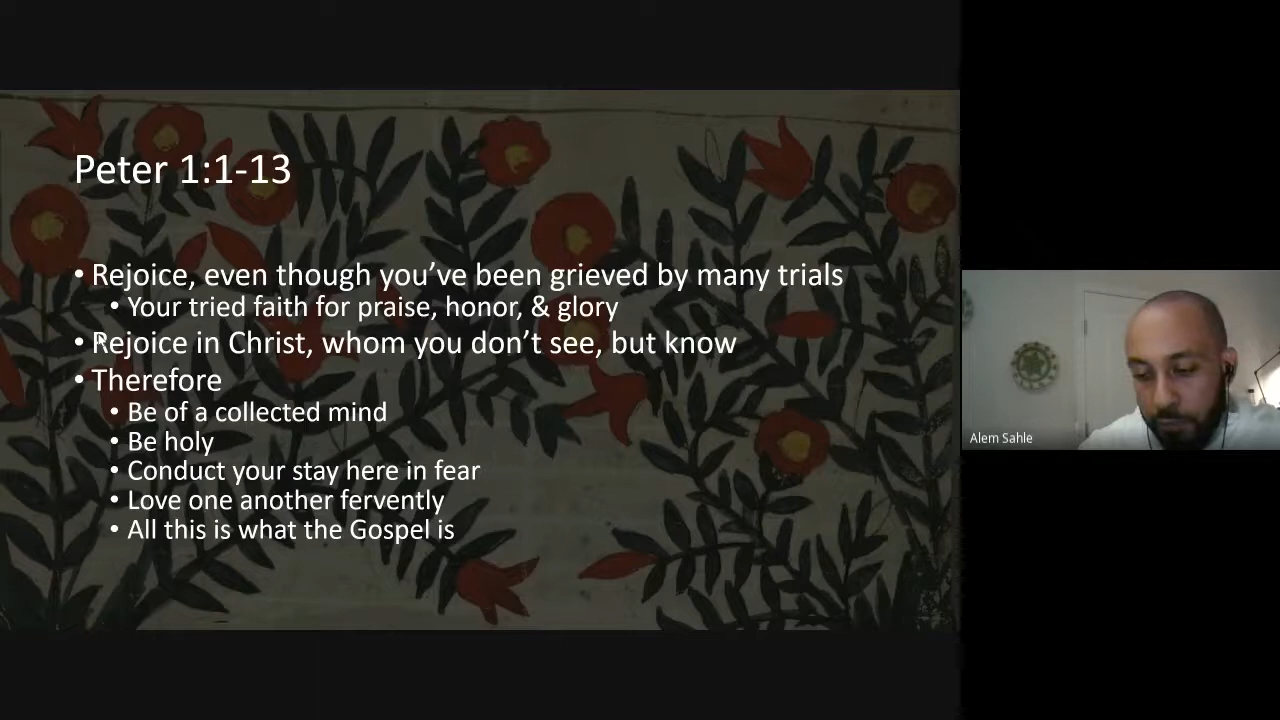 Peter 1:1-13
• Rejoice, even though you’ve been grieved by many trials
• Your tried faith for praise, honor, & glory
• Rejoice in Christ, whom you don’t see, but know
• Therefore
• Be of a collected mind
• Be holy
• Conduct your stay here in fear
• Love one another fervently
• All this is what the Gospel is
Alem Sahle